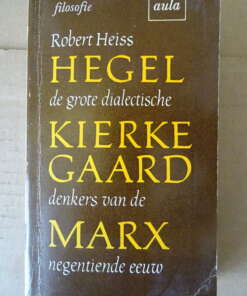 filosofie
aula
Robert Heiss
HEGEL
de grote dialectische
KIERKE
GAARD
denkers van de
MARX
negentiende eeuw